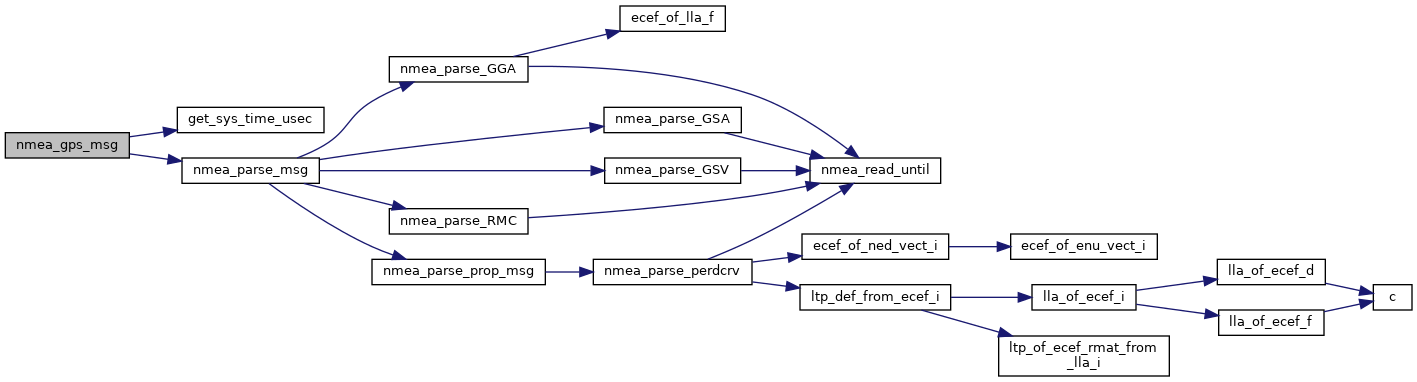 ecef_of_lla_f
nmea_parse_GGA
get_sys_time_usec
nmea_parse_GSA
nmea_gps_msg
nmea_parse_msg
nmea_parse_GSV
nmea_read_until
nmea_parse_RMC
ecef_of_ned_vect_i
ecef_of_enu_vect_i
nmea_parse_prop_msg
nmea_parse_perdcrv
lla_of_ecef_d
ltp_def_from_ecef_i
lla_of_ecef_i
c
lla_of_ecef_f
ltp_of_ecef_rmat_from
_lla_i